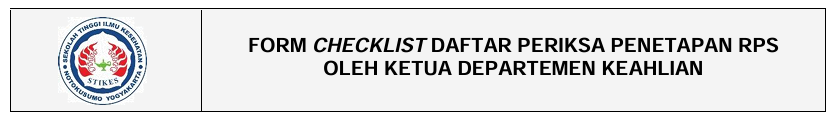 SEKOLAH TINGGI ILMU KESEHATAN
STIKES
NOTOKUSUMO YOGYAKARTA
FORM CHECKLIST DAFTAR PERIKSA PENETAPAN RPS
OLEH KETUA DEPARTEMEN KEAHLIAN